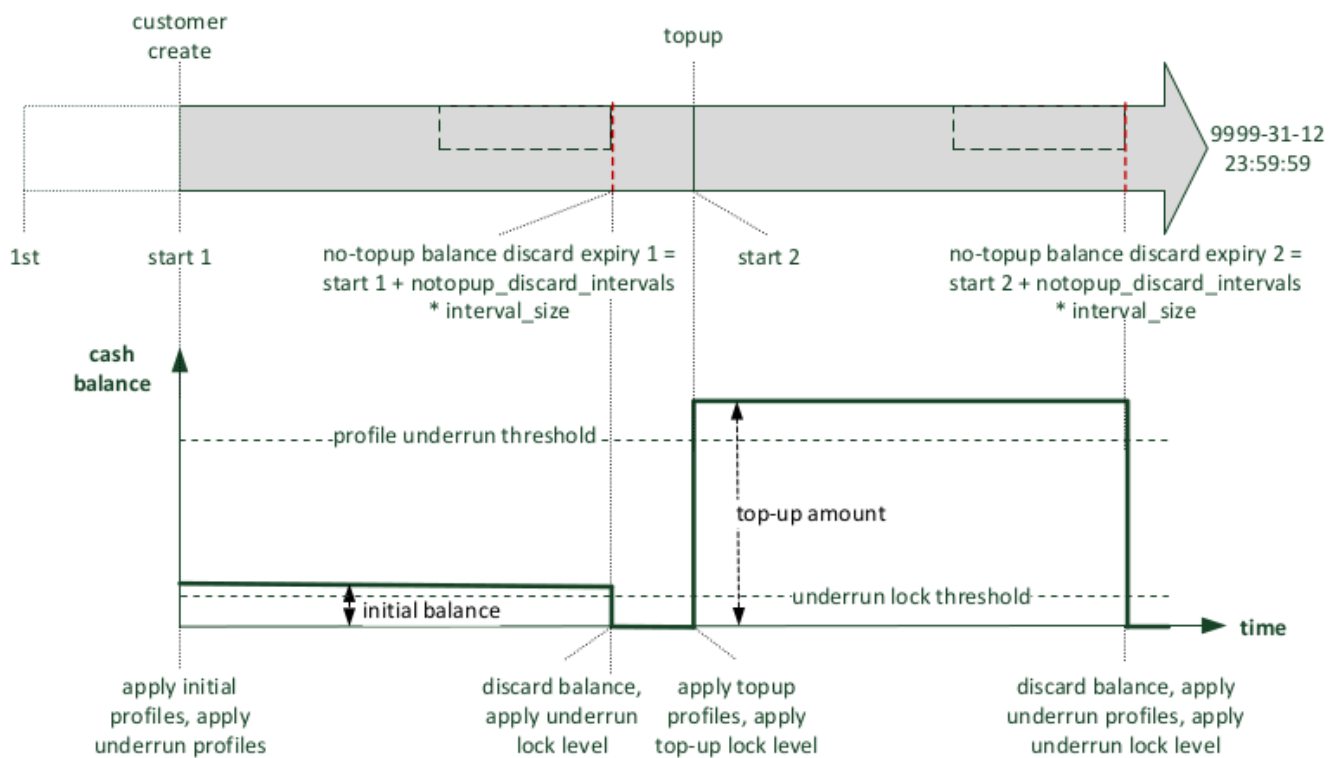 customer
create
topup
9999-31-12
23:59:59
1st
start 1
no-topup balance discard expiry 1 =
start 1 + notopup_discard_intervals
* interval_size
start 2
no-topup balance discard expiry 2 =
start 2 + notopup_discard_intervals
* interval_size
cash
balance
profile underrun threshold
top-up amount
underrun lock threshold
initial balance
time
apply initial
profiles, apply
underrun profiles
discard balance,
apply underrun
lock level
apply topup
profiles, apply
top-up lock level
discard balance, apply
underrun profiles, apply
underrun lock level